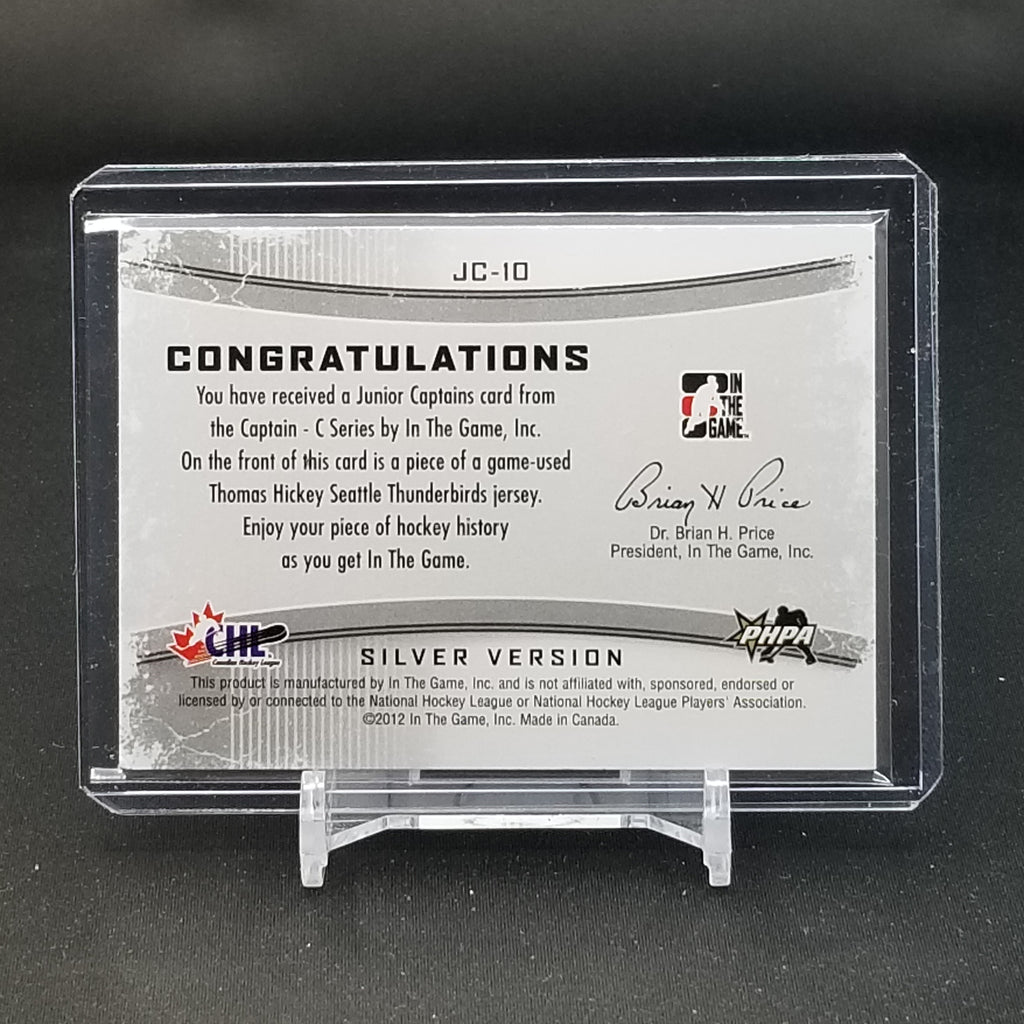 JC-10
CONGRATULATIONS
You have received a Junior Captains card from
the Captain - C Series by In The Game, Inc.
On the front of this card is a piece of a game-used
Thomas Hickey Seattle Thunderbirds jersey.
Enjoy your piece of hockey history
as you get In The Game.
IN
THE
GAME
Brian H Price
Dr. Brian H. Price
President, In The Game, Inc.
CHL
Canadian Hockey League
PHPA
SILVER VERSION
This product is manufactured by In The Game, Inc. and is not affiliated with, sponsored, endorsed or
licensed by or connected to the National Hockey League or National Hockey League Players' Association.
©2012 In The Game, Inc. Made in Canada.